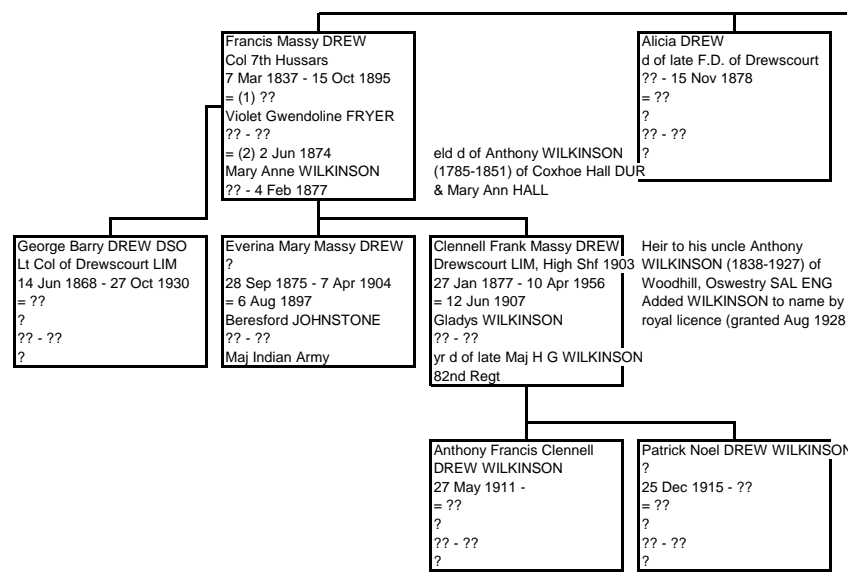 Francis Massy DREW
Col 7th Hussars
7 Mar 1837 - 15 Oct 1895
= (1) ??
Violet Gwendoline FRYER
?? - ??
= (2) 2 Jun 1874
Mary Anne WILKINSON
?? - 4 Feb 1877
eld d of Anthony WILKINSON
(1785-1851) of Coxhoe Hall DUR
& Mary Ann HALL
Alicia DREW
d of late F.D. of Drewscourt
?? - 15 Nov 1878
= ??
?
?? - ??
?
George Barry DREW DSO
Lt Col of Drewscourt LIM
14 Jun 1868 - 27 Oct 1930
= ??
?
?? - ??
?
Everina Mary Massy DREW
?
28 Sep 1875 - 7 Apr 1904
= 6 Aug 1897
Beresford JOHNSTONE
?? - ??
Maj Indian Army
Clennell Frank Massy DREW
Drewscourt LIM, High Shf 1903
27 Jan 1877 - 10 Apr 1956
= 12 Jun 1907
Gladys WILKINSON
?? - ??
yr d of late Maj H G WILKINSON
82nd Regt
Heir to his uncle Anthony
WILKINSON (1838-1927) of
Woodhill, Oswestry SAL ENG
Added WILKINSON to name by
royal licence (granted Aug 1928
Anthony Francis Clennell
DREW WILKINSON
27 May 1911 -
= ??
?
?? - ??
?
Patrick Noel DREW WILKINSON
?
25 Dec 1915 - ??
= ??
?
?? - ??
?